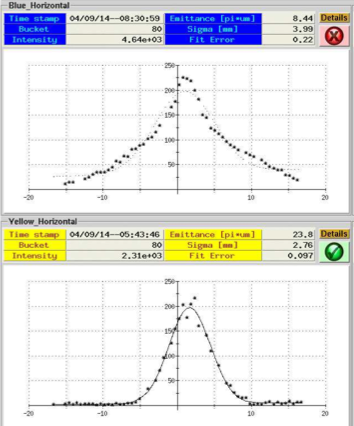 Blue_Horizontal
Time stamp 04/09/14--08:30:59 Emittance [pi*um] 8.44 Details
Bucket 80 Sigma [mm] 3.99
Intensity 4.64e+03 Fit Error 0.22
250
200
150
100
50
-20 -10 0 10 20
Yellow_Horizontal
Time stamp 04/09/14--05:43:46 Emittance [pi*um] 23.8 Details
Bucket 80 Sigma [mm] 2.76
Intensity 2.31e+03 Fit Error 0.097
250
200
150
100
50
-20 -10 0 10 20